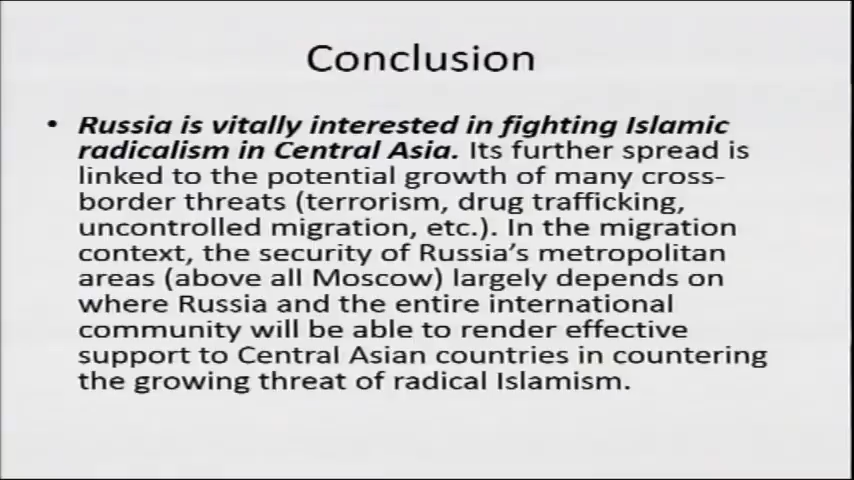 Conclusion
• Russia is vitally interested in fighting Islamic
radicalism in Central Asia. Its further spread is
linked to the potential growth of many cross-
border threats (terrorism, drug trafficking,
uncontrolled migration, etc.). In the migration
context, the security of Russia’s metropolitan
areas (above all Moscow) largely depends on
where Russia and the entire international
community will be able to render effective
support to Central Asian countries in countering
the growing threat of radical Islamism.